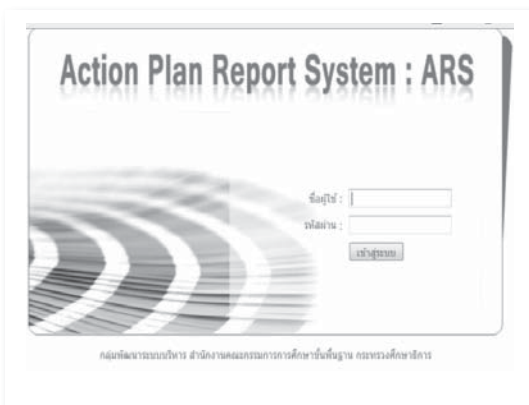 Action Plan Report System : ARS
ชื่อผู้ใช้ :
รหัสผ่าน :
เข้าสู่ระบบ
กลุ่มพัฒนาระบบบริหาร สำนักงานคณะกรรมการการศึกษาขั้นพื้นฐาน กระทรวงศึกษาธิการ